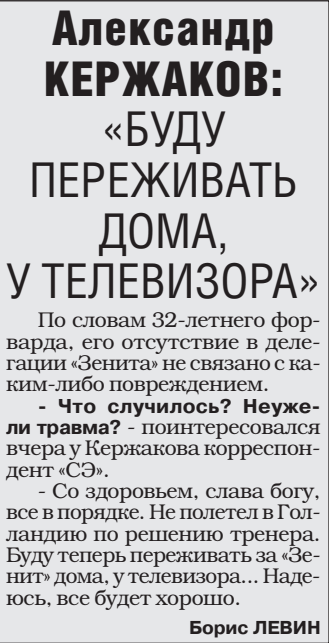 Александр
КЕРЖАКОВ:
«БУДУ
ПЕРЕЖИВАТЬ
ДОМА,
У ТЕЛЕВИЗОРА»
По словам 32-летнего фор-
варда, его отсутствие в деле-
гации «Зенита» не связано с ка-
ким-либо повреждением.
- Что случилось? Неуже-
ли травма? - поинтересовался
вчера у Кержакова корреспон-
дент «СЭ».
- Со здоровьем, слава богу,
все в порядке. Не полетел в Гол-
ландию по решению тренера.
Буду теперь переживать за «Зе-
нит» дома, у телевизора... Наде-
юсь, все будет хорошо.
Борис ЛЕВИН